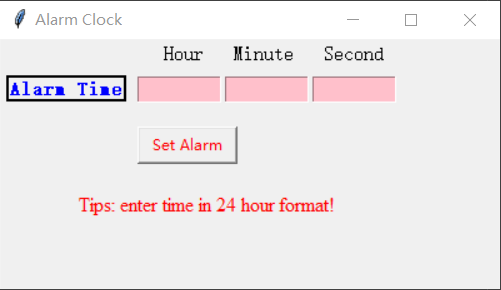 Alarm Clock
Hour Minute Second
Alarm Time
Set Alarm
Tips: enter time in 24 hour format!